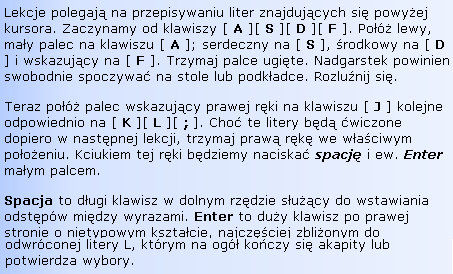 Lekcje polegają na przepisywaniu liter znajdujących się powyżej
kursora. Zaczynamy od klawiszy [ A ][ S ][ D ][ F ]. Połóż lewy,
mały palec na klawiszu [ A ]; serdeczny na [ S ], środkowy na [ D
] i wskazujący na [ F ]. Trzymaj palce ugięte. Nadgarstek powinien
swobodnie spoczywać na stole lub podkładce. Rozluźnij się.
Teraz połóż palec wskazujący prawej ręki na klawiszu [ J ] kolejne
odpowiednio na [ K ][ L ][ ; ]. Choć te litery będą ćwiczone
dopiero w następnej lekcji, trzymaj prawą rękę we właściwym
położeniu. Kciukiem tej ręki będziemy naciskać spację i ew. Enter
małym palcem.
Spacja to długi klawisz w dolnym rzędzie służący do wstawiania
odstępów między wyrazami. Enter to duży klawisz po prawej
stronie o nietypowym kształcie, najczęściej zbliżonym do
odwróconej litery L, którym na ogół kończy się akapity lub
potwierdza wybory.